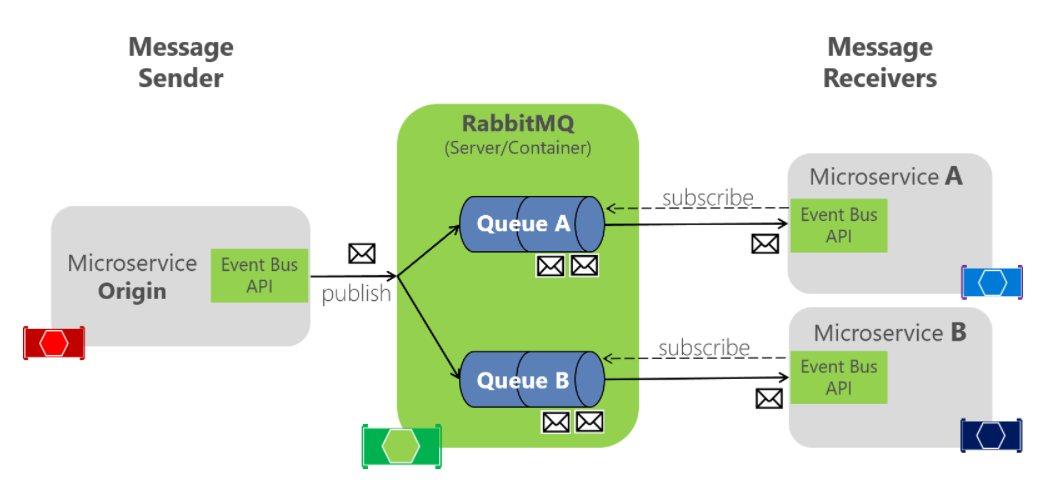 Message
Sender
Message
Receivers
RabbitMQ
(Server/Container)
Microservice A
subscribe
Queue A
Event Bus
API
Microservice
Origin
Event Bus
API
publish
Microservice B
subscribe
Queue B
Event Bus
API